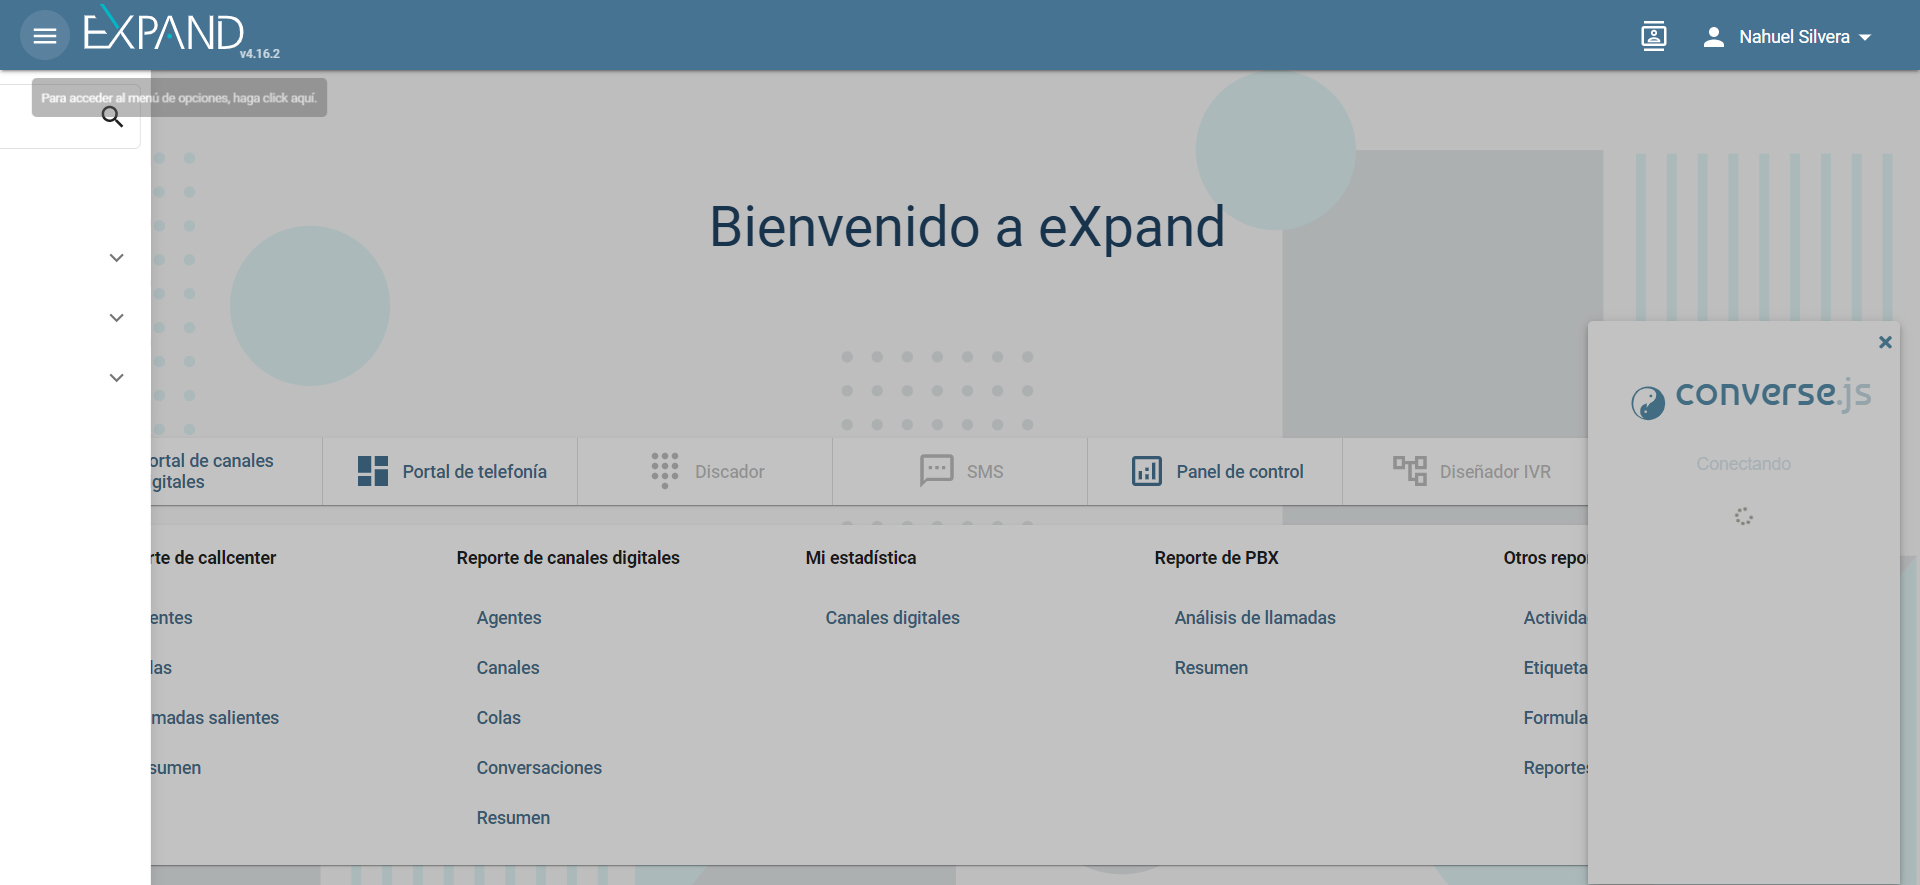 EXPAND
v4.16.2
Nahuel Silvera
Para acceder al menú de opciones, haga click aquí.
Bienvenido a eXpand
converse.js
Conectando
ortal de canales
gitales
Portal de telefonía
Discador
SMS
Panel de control
Diseñador IVR
rte de callcenter
entes
las
madas salientes
sumen
Reporte de canales digitales
Agentes
Canales
Colas
Conversaciones
Resumen
Mi estadística
Canales digitales
Reporte de PBX
Análisis de llamadas
Resumen
Otros repo
Activida
Etiqueta
Formula
Reportes